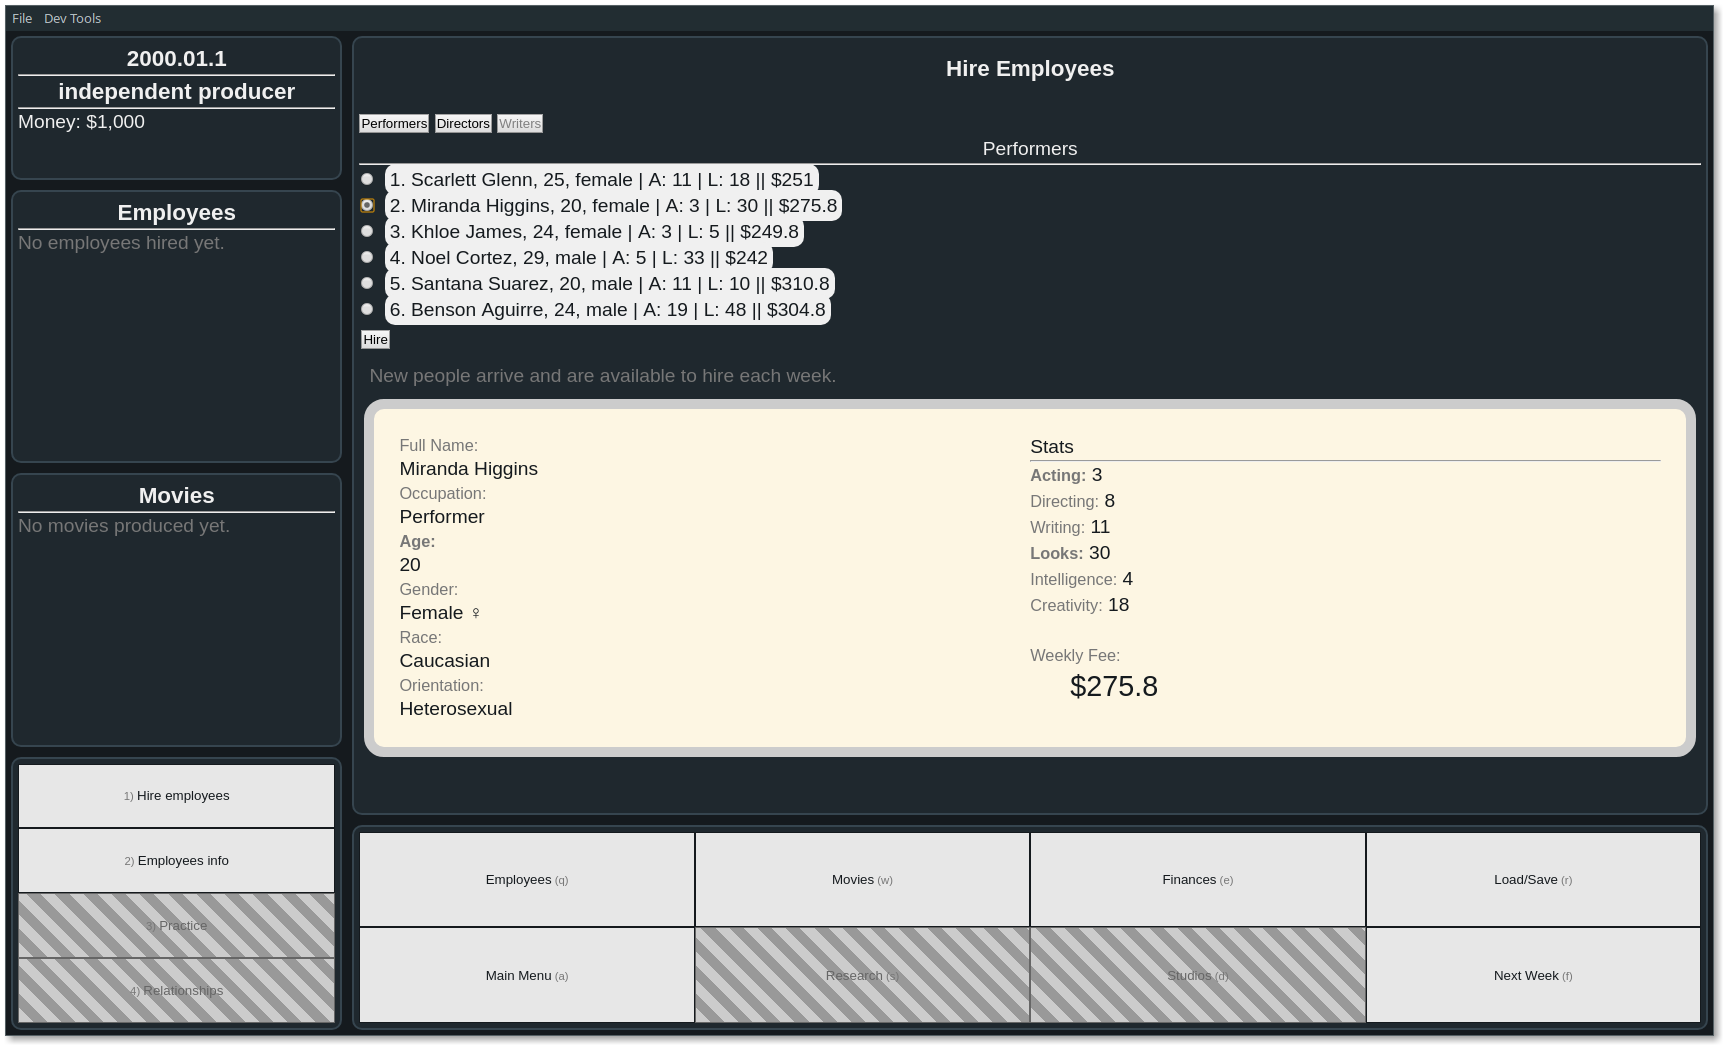 File Dev Tools
2000.01.1
independent producer
Money: $1,000
Employees
No employees hired yet.
Movies
No movies produced yet.
1) Hire employees
2) Employees info
3) Practice
4) Relationships
Hire Employees
Performers Directors Writers
Performers
1. Scarlett Glenn, 25, female | A: 11 | L: 18 || $251
2. Miranda Higgins, 20, female | A: 3 | L: 30 || $275.8
3. Khloe James, 24, female | A: 3 | L: 5 || $249.8
4. Noel Cortez, 29, male | A: 5 | L: 33 || $242
5. Santana Suarez, 20, male | A: 11 | L: 10 || $310.8
6. Benson Aguirre, 24, male | A: 19 | L: 48 || $304.8
Hire
New people arrive and are available to hire each week.
Full Name:
Miranda Higgins
Occupation:
Performer
Age:
20
Gender:
Female ♀
Race:
Caucasian
Orientation:
Heterosexual
Stats
Acting: 3
Directing: 8
Writing: 11
Looks: 30
Intelligence: 4
Creativity: 18
Weekly Fee:
$275.8
Employees (q) Movies (w) Finances (e) Load/Save (r)
Main Menu (a) Research (s) Studios (d) Next Week (f)